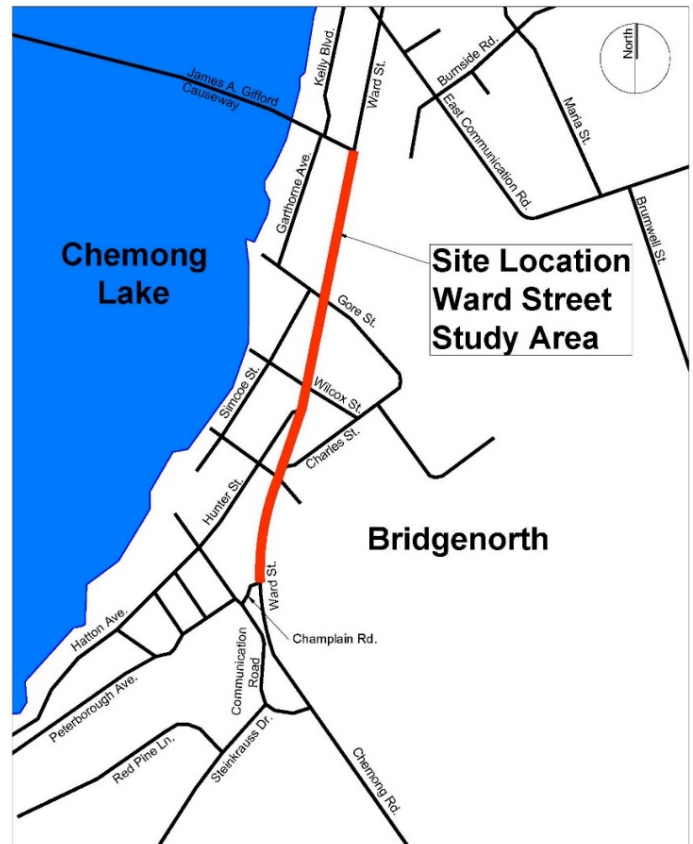 North
Kelly Blvd.
Ward St.
Burnside Rd.
James A. Gifford
Causeway
East Communication Rd.
Maria St.
Garthorne Ave.
Brumwell St.
Chemong
Lake
Site Location
Ward Street
Study Area
Gore St.
Simcoe St.
Wilcox St.
Charles St.
Hunter St.
Bridgenorth
Ward St.
Hatton Ave.
Champlain Rd.
Communication
Road
Peterborough Ave.
Red Pine Ln.
Steinkrauss Dr.
Chemong Rd.